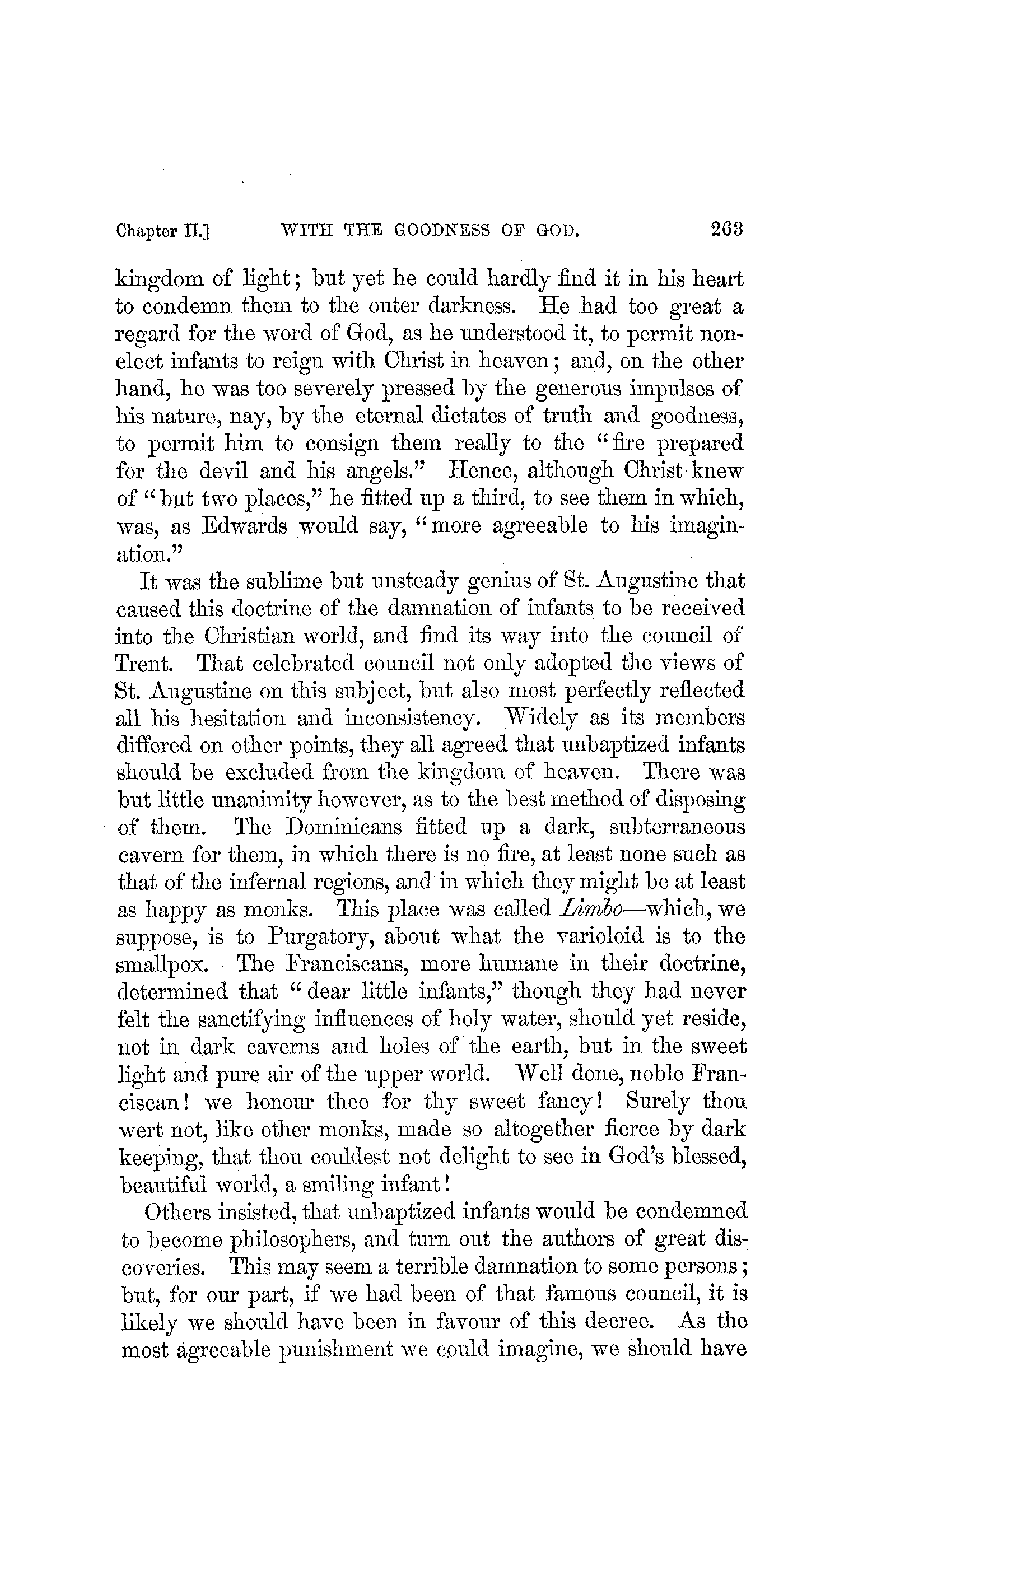 Chapter II.] WITH THE GOODNESS OF GOD. 263
kingdom of light; but yet he could hardly find it in his heart
to condemn them to the outer darkness. He had too great a
regard for the word of God, as he understood it, to permit non-
elect infants to reign with Christ in heaven; and, on the other
hand, he was too severely pressed by the generous impulses of
his nature, nay, by the eternal dictates of truth and goodness,
to permit him to consign them really to the "fire prepared
for the devil and his angels." Hence, although Christ knew
of "but two places," he fitted up a third, to see them in which,
was, as Edwards would say, "more agreeable to his imagin-
ation."
It was the sublime but unsteady genius of St. Augustine that
caused this doctrine of the damnation of infants to be received
into the Christian world, and find its way into the council of
Trent. That celebrated council not only adopted the views of
St. Augustine on this subject, but also most perfectly reflected
all his hesitation and inconsistency. Widely as its members
differed on other points, they all agreed that unbaptized infants
should be excluded from the kingdom of heaven. There was
but little unanimity however, as to the best method of disposing
of them. The Dominicans fitted up a dark, subterraneous
cavern for them, in which there is no fire, at least none such as
that of the infernal regions, and in which they might be at least
as happy as monks. This place was called Limbo—which, we
suppose, is to Purgatory, about what the varioloid is to the
smallpox. The Franciscans, more humane in their doctrine,
determined that "dear little infants," though they had never
felt the sanctifying influences of holy water, should yet reside,
not in dark caverns and holes of the earth, but in the sweet
light and pure air of the upper world. Well done, noble Fran-
ciscan! we honour thee for thy sweet fancy! Surely thou
wert not, like other monks, made so altogether fierce by dark
keeping, that thou couldest not delight to see in God's blessed,
beautiful world, a smiling infant!
Others insisted, that unbaptized infants would be condemned
to become philosophers, and turn out the authors of great dis-
coveries. This may seem a terrible damnation to some persons;
but, for our part, if we had been of that famous council, it is
likely we should have been in favour of this decree. As the
most agreeable punishment we could imagine, we should have